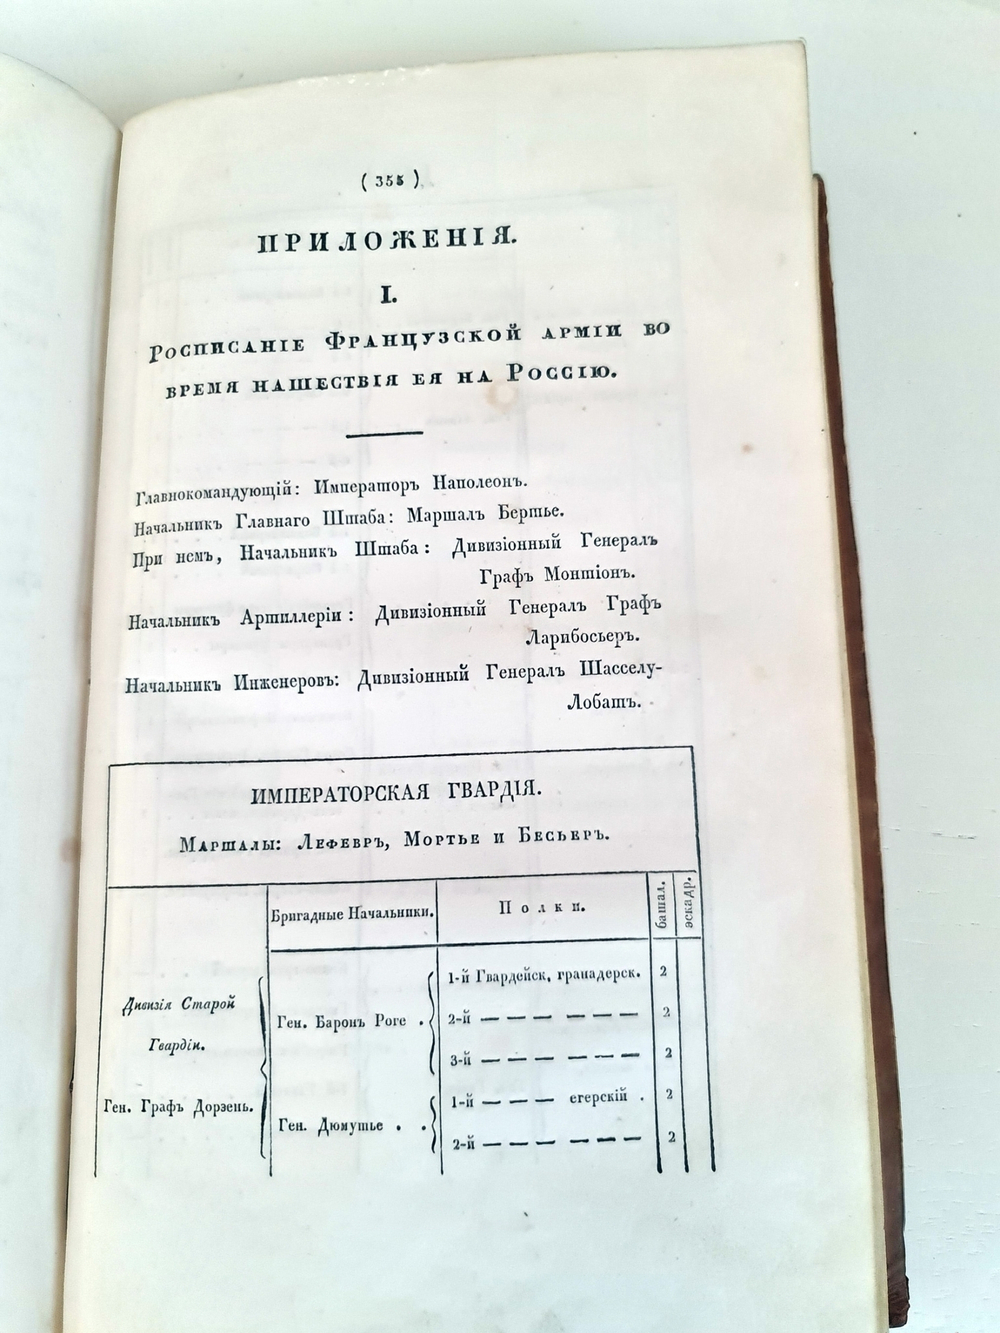 ( 355 )
ПРИЛОЖЕНІЯ.
I.
Росписаніе Французской арміи во
время нашествія ея на Россію.
Главнокомандующій: Императоръ Наполеонъ.
Начальникъ Главнаго Штаба: Маршалъ Бертье.
При немъ, Начальникъ Штаба: Дивизіонный Генералъ
Графъ Монтіонъ.
Начальникъ Артиллеріи: Дивизіонный Генералъ Графъ
Ларибосьеръ.
Начальникъ Инженеровъ: Дивизіонный Генералъ Шасселу-
Лобатъ.
ИМПЕРАТОРСКАЯ ГВАРДІЯ.
Маршалы: Лефевръ, Мортье и Бесьеръ.
Бригадные Начальники. Полки. батал. эскадр.
Дивизія Старой
Гвардіи.
Ген. Графъ Дорзень.
Ген. Баронъ Роге .
1-й Гвардейск. гранадерск. 2
2-й — — — — — — 2
3-й — — — — — — 2
Ген. Дюмутье . .
1-й — — — егерскій . 2
2-й — — — — — — 2